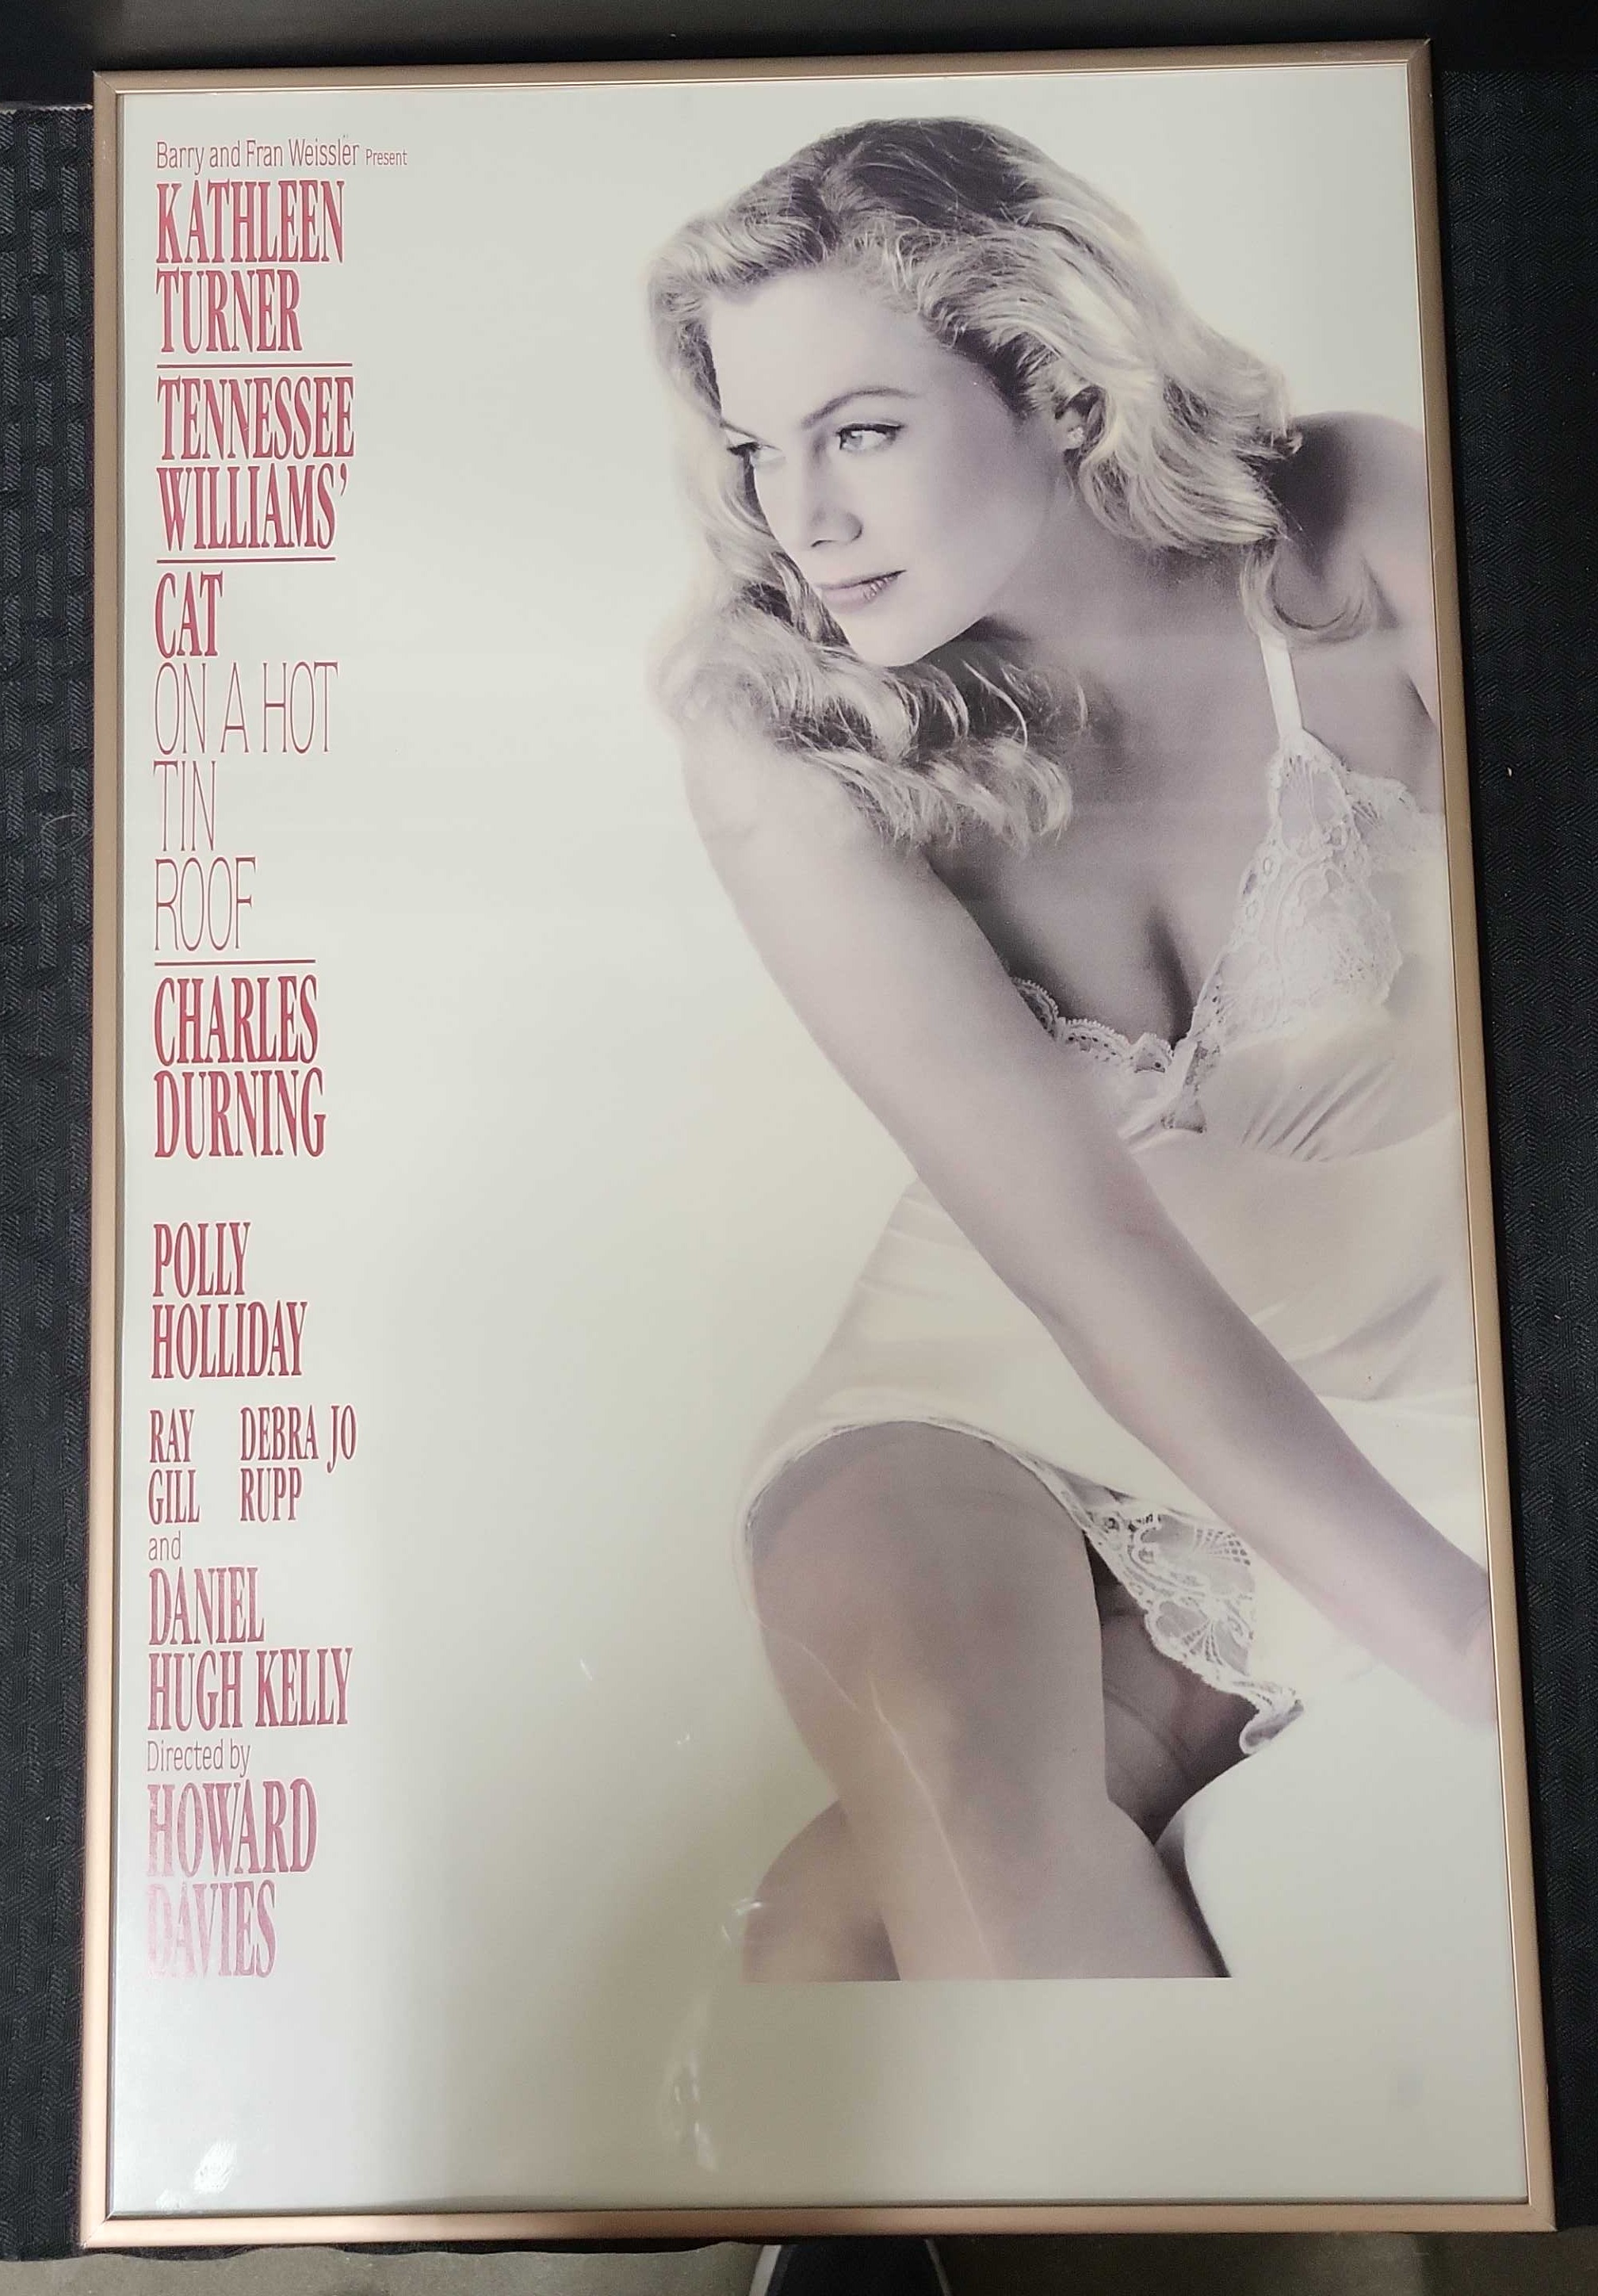 Barry and Fran Weissler Present
KATHLEEN
TURNER
TENNESSEE
WILLIAMS'
CAT
ON A HOT
TIN
ROOF
CHARLES
DURNING
POLLY
HOLLIDAY
RAY DEBRA JO
GILL RUPP
and
DANIEL
HUGH KELLY
Directed by
HOWARD
DAVIES